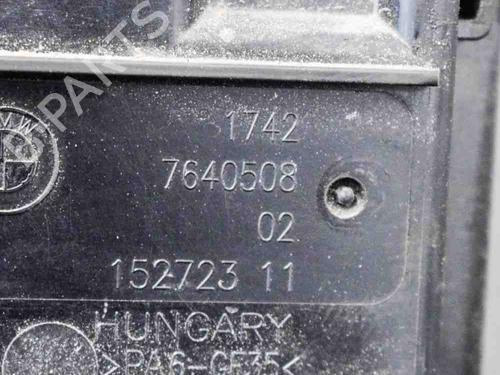 1742
7640508
02
152723 11
HUNGARY
>PA6-GF35<
B-PARTS